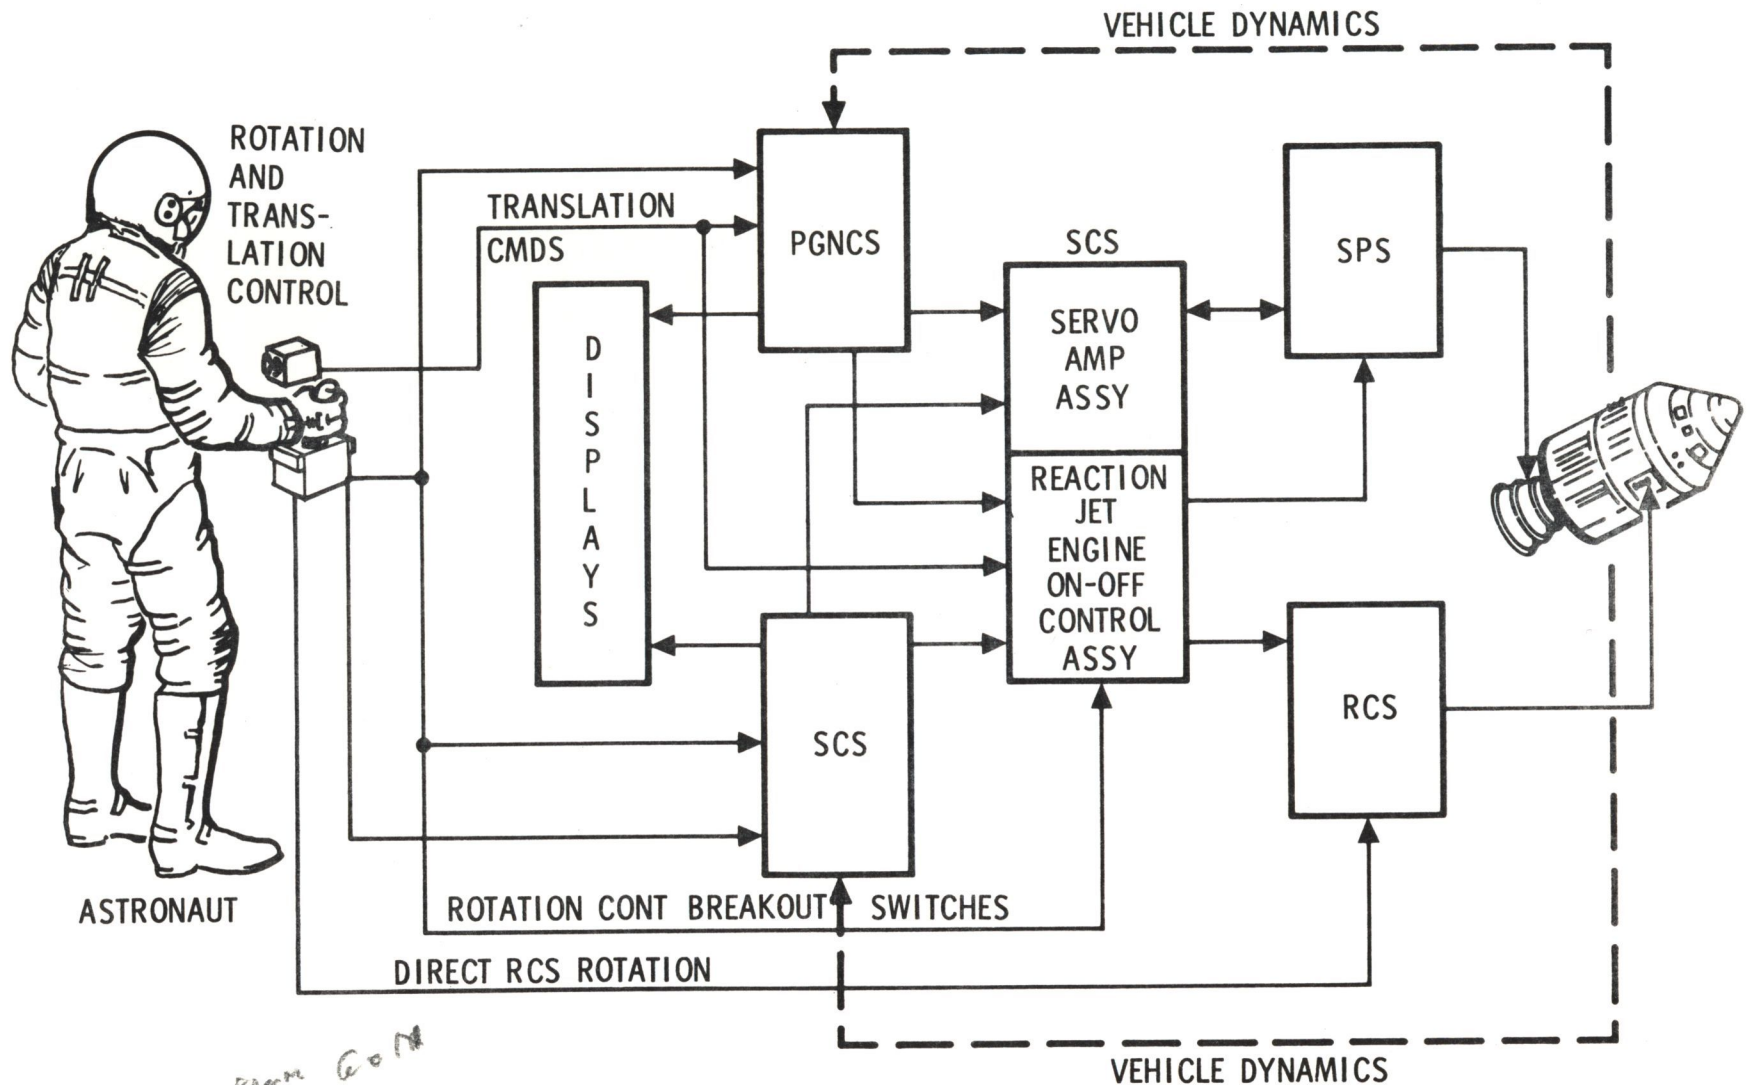 VEHICLE DYNAMICS
ROTATION
AND
TRANS-
LATION
CONTROL
TRANSLATION
CMDS
PGNCS
SCS
SPS
DISPLAYS
SERVO
AMP
ASSY
REACTION
JET
ENGINE
ON-OFF
CONTROL
ASSY
SCS
RCS
ASTRONAUT
ROTATION CONT BREAKOUT SWITCHES
DIRECT RCS ROTATION
VEHICLE DYNAMICS